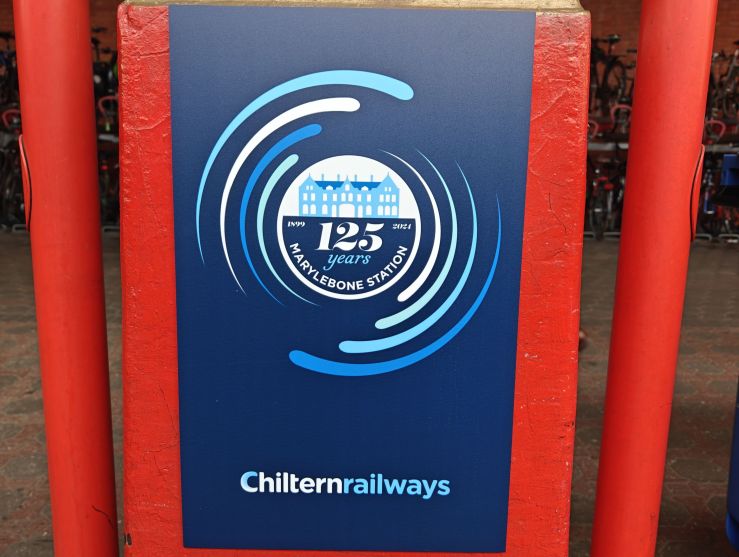 1899 2024
125
years
MARYLEBONE STATION
Chilternrailways